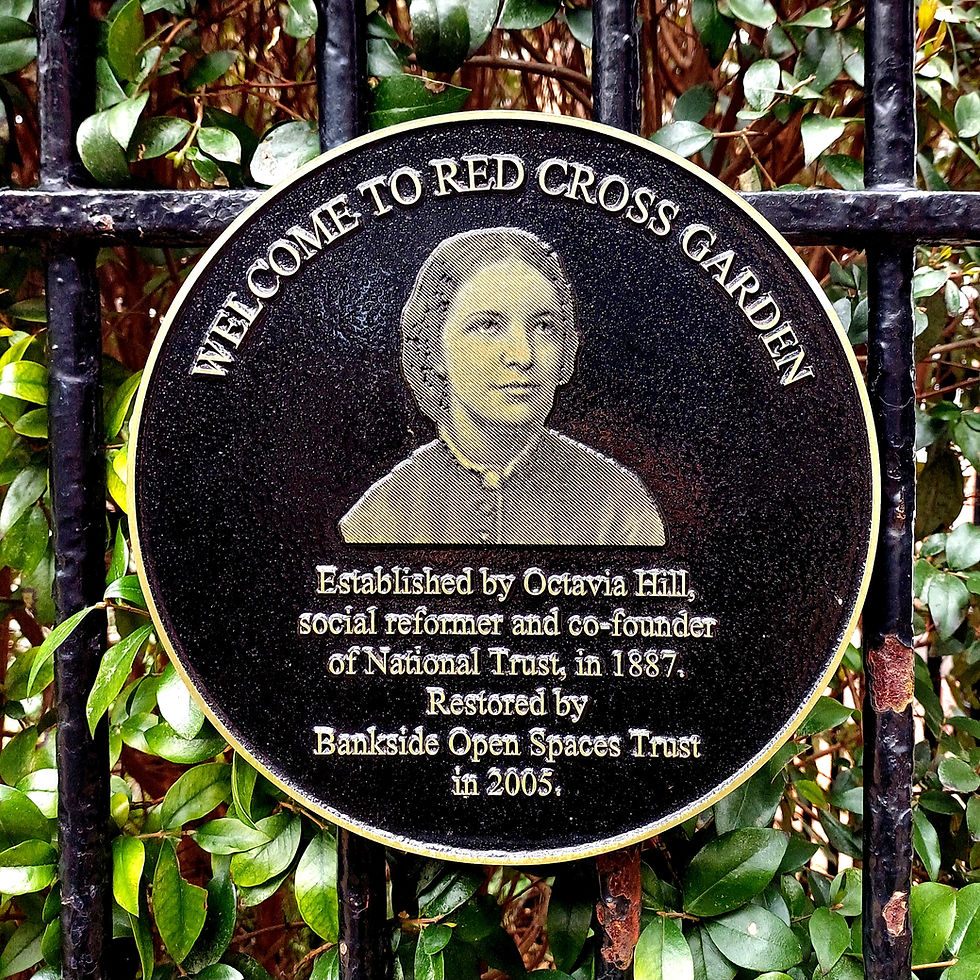 WELCOME TO RED CROSS GARDEN
Established by Octavia Hill,
social reformer and co-founder
of National Trust, in 1887.
Restored by
Bankside Open Spaces Trust
in 2005.